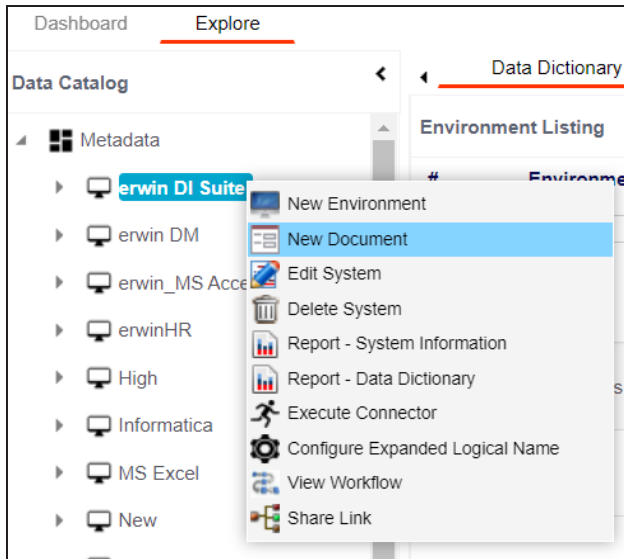 Dashboard
Explore
Data Catalog
Data Dictionary
Metadata
Environment Listing
#
Environme
erwin DI Suite
New Environment
New Document
erwin DM
Edit System
erwin_MS Acce
Delete System
erwinHR
Report - System Information
High
Report - Data Dictionary
s
Execute Connector
Informatica
Configure Expanded Logical Name
MS Excel
View Workflow
New
Share Link